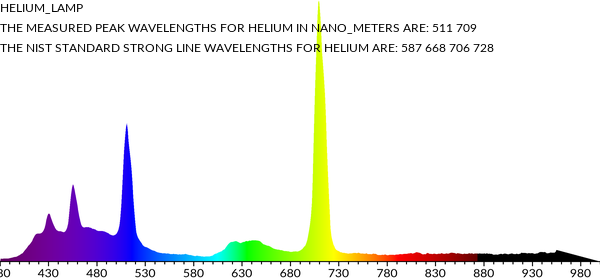 HELIUM_LAMP
THE MEASURED PEAK WAVELENGTHS FOR HELIUM IN NANO_METERS ARE: 511 709
THE NIST STANDARD STRONG LINE WAVELENGTHS FOR HELIUM ARE: 587 668 706 728
80 430 480 530 580 630 680 730 780 830 880 930 980